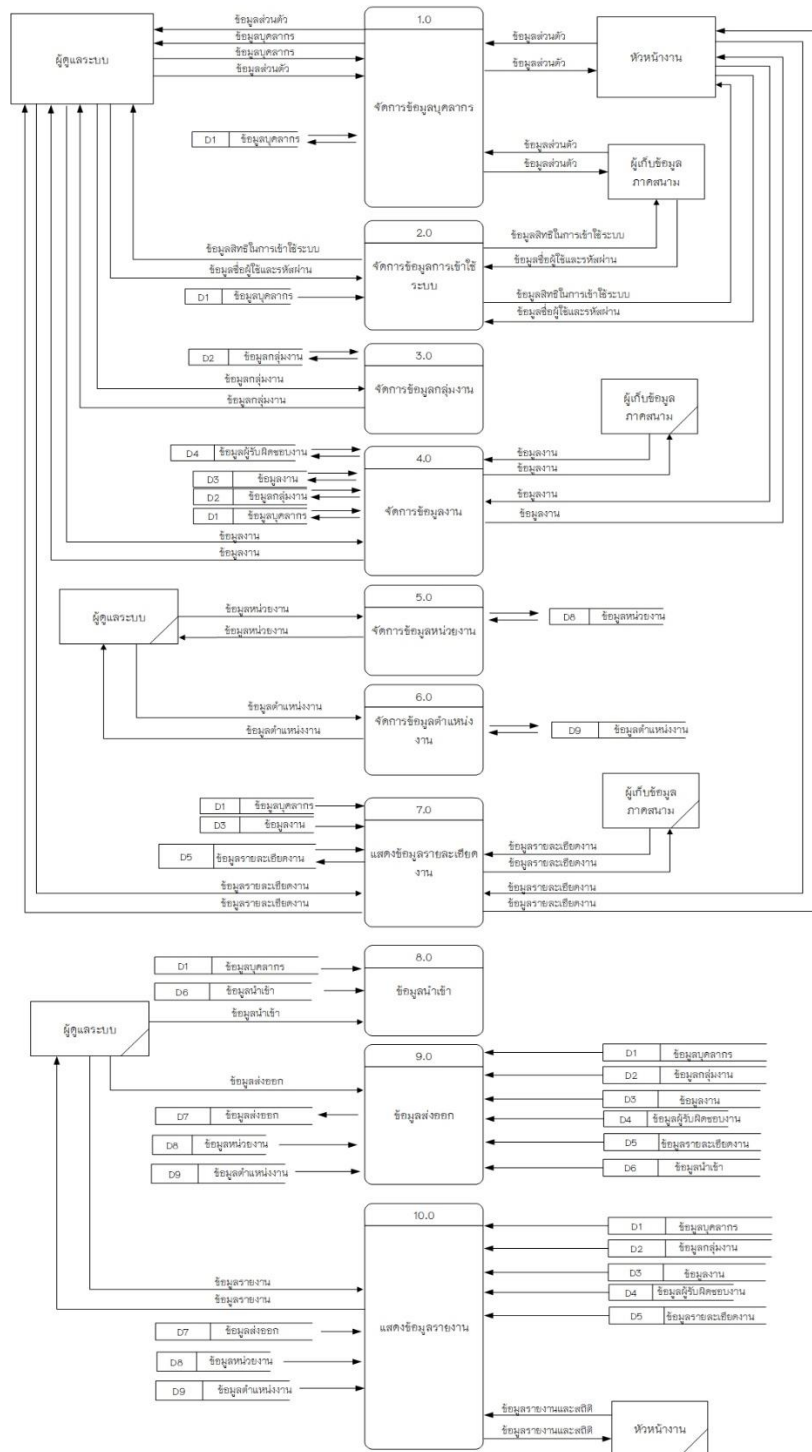 ข้อมูลส่วนตัว
ข้อมูลบุคลากร
ข้อมูลบุคลากร
ข้อมูลส่วนตัว
ผู้ดูแลระบบ
1.0
จัดการข้อมูลบุคลากร
ข้อมูลส่วนตัว
ข้อมูลส่วนตัว
หัวหน้างาน
D1 ข้อมูลบุคลากร
ข้อมูลส่วนตัว
ข้อมูลส่วนตัว
ผู้เก็บข้อมูล
ภาคสนาม
2.0
จัดการข้อมูลการเข้าใช้
ระบบ
ข้อมูลสิทธิในการเข้าใช้ระบบ
ข้อมูลชื่อผู้ใช้และรหัสผ่าน
D1 ข้อมูลบุคลากร
ข้อมูลสิทธิในการเข้าใช้ระบบ
ข้อมูลชื่อผู้ใช้และรหัสผ่าน
ข้อมูลสิทธิในการเข้าใช้ระบบ
ข้อมูลชื่อผู้ใช้และรหัสผ่าน
D2 ข้อมูลกลุ่มงาน
ข้อมูลกลุ่มงาน
ข้อมูลกลุ่มงาน
3.0
จัดการข้อมูลกลุ่มงาน
ผู้เก็บข้อมูล
ภาคสนาม
D4 ข้อมูลผู้รับผิดชอบงาน
D3 ข้อมูลงาน
D2 ข้อมูลกลุ่มงาน
D1 ข้อมูลบุคลากร
ข้อมูลงาน
ข้อมูลงาน
4.0
จัดการข้อมูลงาน
ข้อมูลงาน
ข้อมูลงาน
ข้อมูลงาน
ข้อมูลงาน
ผู้ดูแลระบบ
ข้อมูลหน่วยงาน
ข้อมูลหน่วยงาน
5.0
จัดการข้อมูลหน่วยงาน
D8 ข้อมูลหน่วยงาน
ข้อมูลตำแหน่งงาน
ข้อมูลตำแหน่งงาน
6.0
จัดการข้อมูลตำแหน่ง
งาน
D9 ข้อมูลตำแหน่งงาน
D1 ข้อมูลบุคลากร
D3 ข้อมูลงาน
D5 ข้อมูลรายละเอียดงาน
ข้อมูลรายละเอียดงาน
ข้อมูลรายละเอียดงาน
7.0
แสดงข้อมูลรายละเอียด
งาน
ผู้เก็บข้อมูล
ภาคสนาม
ข้อมูลรายละเอียดงาน
ข้อมูลรายละเอียดงาน
ข้อมูลรายละเอียดงาน
ข้อมูลรายละเอียดงาน
D1 ข้อมูลบุคลากร
D6 ข้อมูลนำเข้า
ข้อมูลนำเข้า
ผู้ดูแลระบบ
8.0
ข้อมูลนำเข้า
ข้อมูลส่งออก
D7 ข้อมูลส่งออก
D8 ข้อมูลหน่วยงาน
D9 ข้อมูลตำแหน่งงาน
9.0
ข้อมูลส่งออก
D1 ข้อมูลบุคลากร
D2 ข้อมูลกลุ่มงาน
D3 ข้อมูลงาน
D4 ข้อมูลผู้รับผิดชอบงาน
D5 ข้อมูลรายละเอียดงาน
D6 ข้อมูลนำเข้า
ข้อมูลรายงาน
ข้อมูลรายงาน
D7 ข้อมูลส่งออก
D8 ข้อมูลหน่วยงาน
D9 ข้อมูลตำแหน่งงาน
10.0
แสดงข้อมูลรายงาน
D1 ข้อมูลบุคลากร
D2 ข้อมูลกลุ่มงาน
D3 ข้อมูลงาน
D4 ข้อมูลผู้รับผิดชอบงาน
D5 ข้อมูลรายละเอียดงาน
ข้อมูลรายงานและสถิติ
ข้อมูลรายงานและสถิติ
หัวหน้างาน